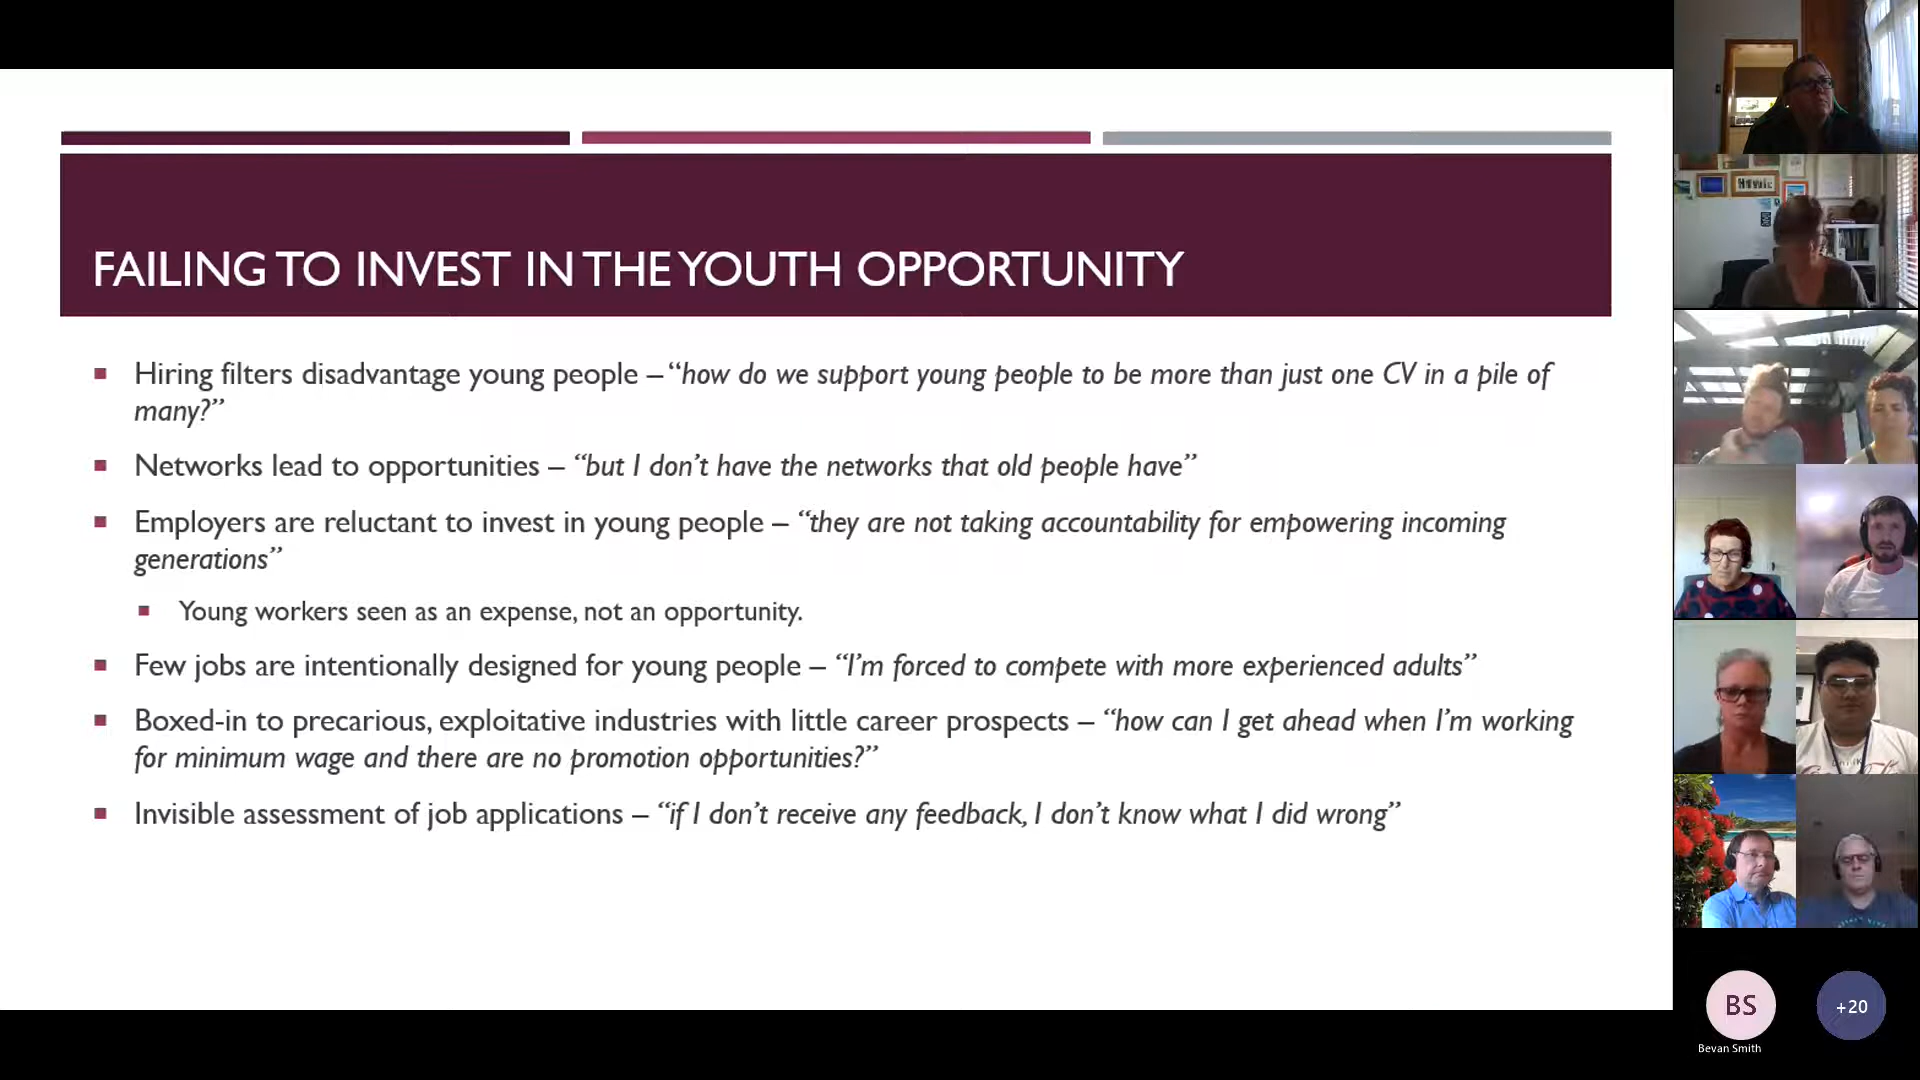 FAILING TO INVEST IN THE YOUTH OPPORTUNITY
Hiring filters disadvantage young people – “how do we support young people to be more than just one CV in a pile of
many?”
Networks lead to opportunities – “but I don’t have the networks that old people have”
Employers are reluctant to invest in young people – “they are not taking accountability for empowering incoming
generations”
Young workers seen as an expense, not an opportunity.
Few jobs are intentionally designed for young people – “I’m forced to compete with more experienced adults”
Boxed-in to precarious, exploitative industries with little career prospects – “how can I get ahead when I’m working
for minimum wage and there are no promotion opportunities?”
Invisible assessment of job applications – “if I don’t receive any feedback, I don’t know what I did wrong”
BS
+20
Bevan Smith